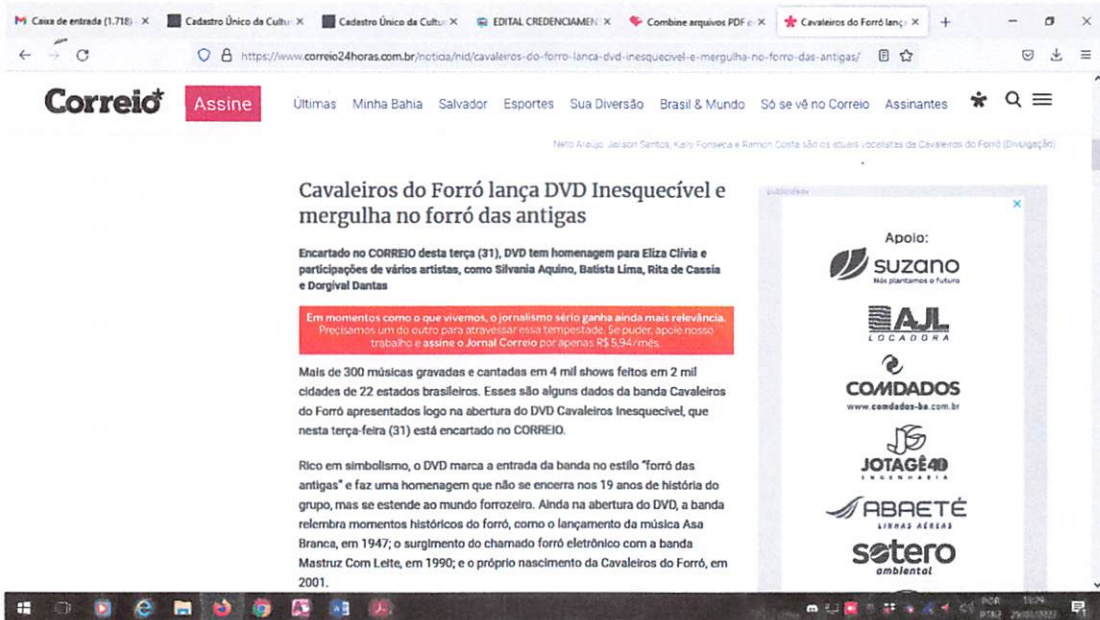 Caixa de entrada (1.718)
Cadastro Único da Cultu
Cadastro Único da Cultu
EDITAL CREDENCIAMEN
Combine arquivos PDF o
Cavaleiros do Forró lanç
https://www.correio24horas.com.br/noticia/nid/cavaleiros-do-forro-lanca-dvd-inesquecivel-e-mergulha-no-forro-das-antigas/
Correio*
Assine
Últimas Minha Bahia Salvador Esportes Sua Diversão Brasil & Mundo Só se vê no Correio Assinantes
Neto Araújo, Jailson Santos, Kelly Fonseca e Ramon Costa são os atuais vocalistas da Cavaleiros do Forró (Divulgação)
Cavaleiros do Forró lança DVD Inesquecível e
mergulha no forró das antigas
Encartado no CORREIO desta terça (31), DVD tem homenagem para Eliza Clívia e
participações de vários artistas, como Silvania Aquino, Batista Lima, Rita de Cassia
e Dorgival Dantas
Em momentos como o que vivemos, o jornalismo sério ganha ainda mais relevância.
Precisamos um do outro para atravessar essa tempestade. Se puder, apoie nosso
trabalho e assine o Jornal Correio por apenas R$ 5,94/mês.
Mais de 300 músicas gravadas e cantadas em 4 mil shows feitos em 2 mil
cidades de 22 estados brasileiros. Esses são alguns dados da banda Cavaleiros
do Forró apresentados logo na abertura do DVD Cavaleiros Inesquecível, que
nesta terça-feira (31) está encartado no CORREIO.
Rico em simbolismo, o DVD marca a entrada da banda no estilo "forró das
antigas" e faz uma homenagem que não se encerra nos 19 anos de história do
grupo, mas se estende ao mundo forrozeiro. Ainda na abertura do DVD, a banda
relembra momentos históricos do forró, como o lançamento da música Asa
Branca, em 1947; o surgimento do chamado forró eletrônico com a banda
Mastruz Com Leite, em 1990; e o próprio nascimento da Cavaleiros do Forró, em
2001.
publicidade
Apoio:
suzano
Nós plantamos o futuro
AJL
LOCADORA
COMDADOS
www.comdados-ba.com.br
JOTAGÊ
ENGENHARIA
ABAETÉ
LINHAS AÉREAS
sotero
ambiental
POR
PTB2